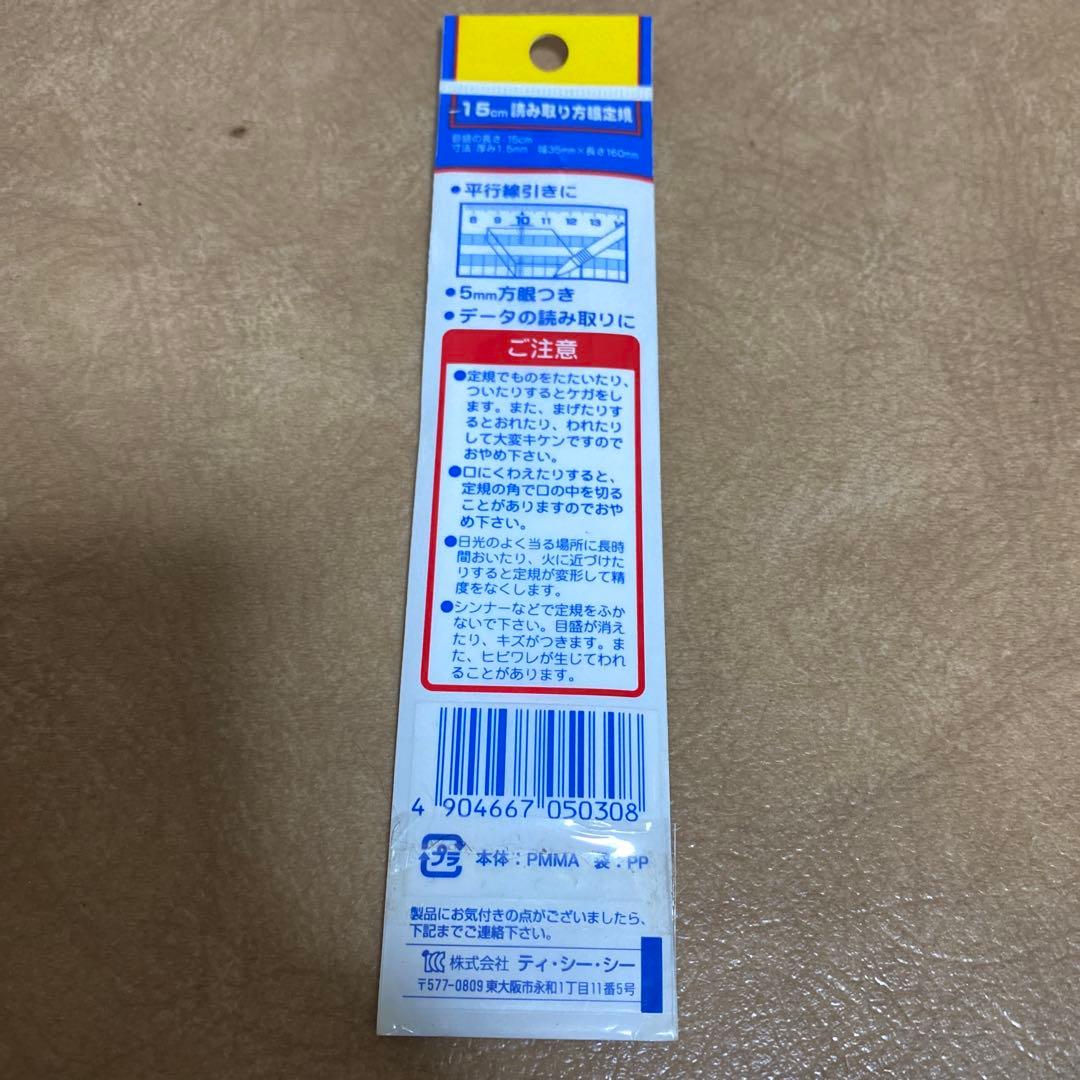 15cm 読み取り方眼定規
目盛の長さ 15cm
寸法 厚み1.5mm 幅35mm×長さ160mm
●平行線引きに
8 9 10 11 12 13 14
●5mm方眼つき
●データの読み取りに
ご注意
●定規でものをたたいたり、
ついたりするとケガをし
ます。また、まげたりす
るとおれたり、われたり
して大変キケンですので
おやめ下さい。
●口にくわえたりすると、
定規の角で口の中を切る
ことがありますのでおや
め下さい。
●日光のよく当る場所に長時
間おいたり、火に近づけた
りすると定規が変形して精
度をなくします。
●シンナーなどで定規をふか
ないで下さい。目盛が消え
たり、キズがつきます。ま
た、ヒビワレが生じてわれ
ることがあります。
4 904667 050308
プラ 本体：PMMA 袋：PP
製品にお気付きの点がございましたら、
下記までご連絡下さい。
株式会社 ティ・シー・シー
〒577-0809 東大阪市永和1丁目11番5号